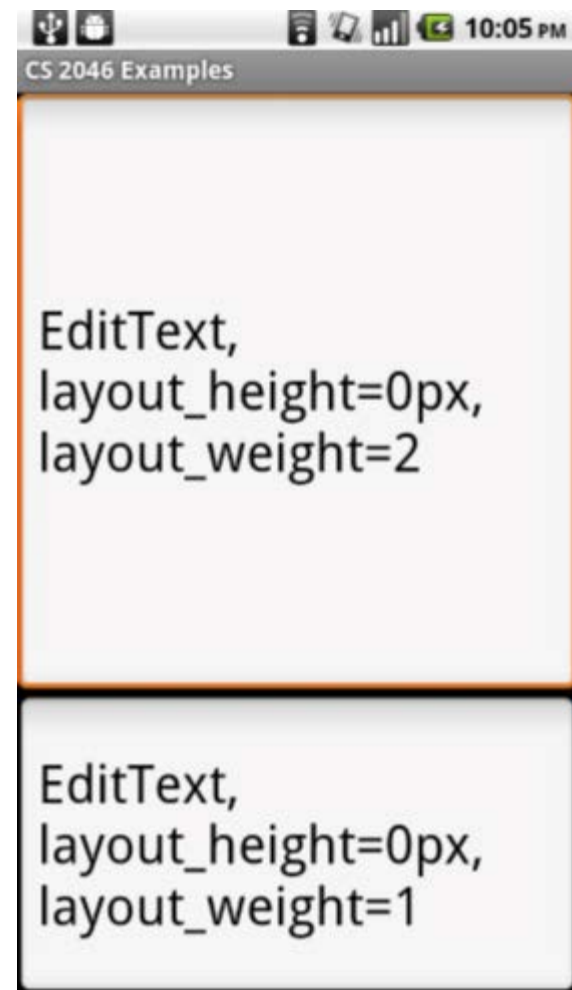 10:05 PM
CS 2046 Examples
EditText,
layout_height=0px,
layout_weight=2
EditText,
layout_height=0px,
layout_weight=1